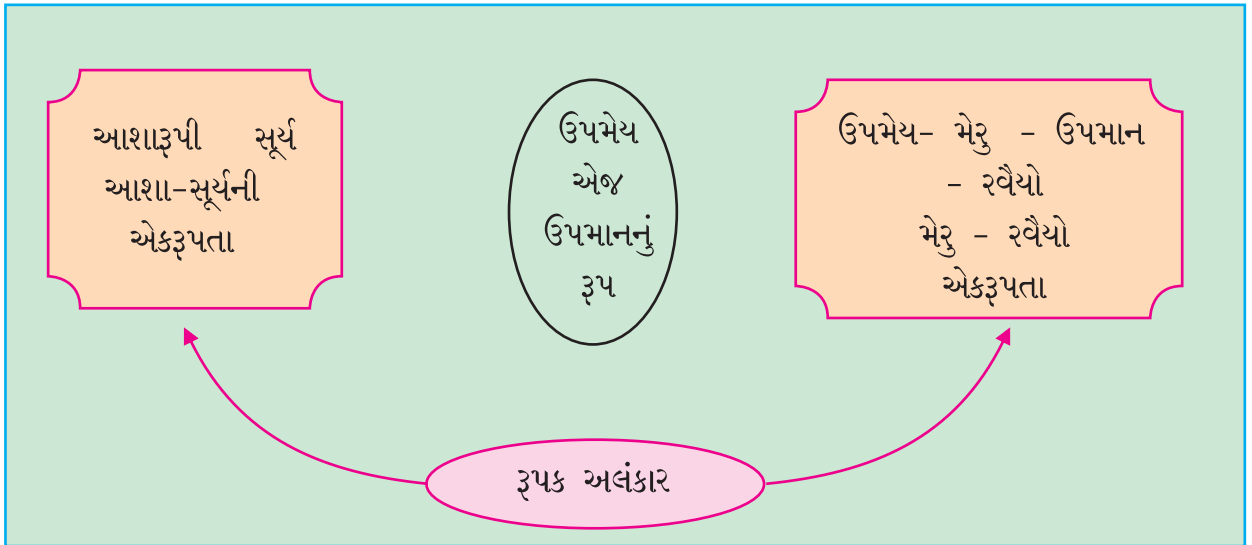 આશારૂપી સૂર્ય
આશા-સૂર્યની
એકરૂપતા
ઉપમેય
એજ
ઉપમાનનું
રૂપ
ઉપમેય- મેરુ - ઉપમાન
- રવૈયો
મેરુ - રવૈયો
એકરૂપતા
રૂપક અલંકાર